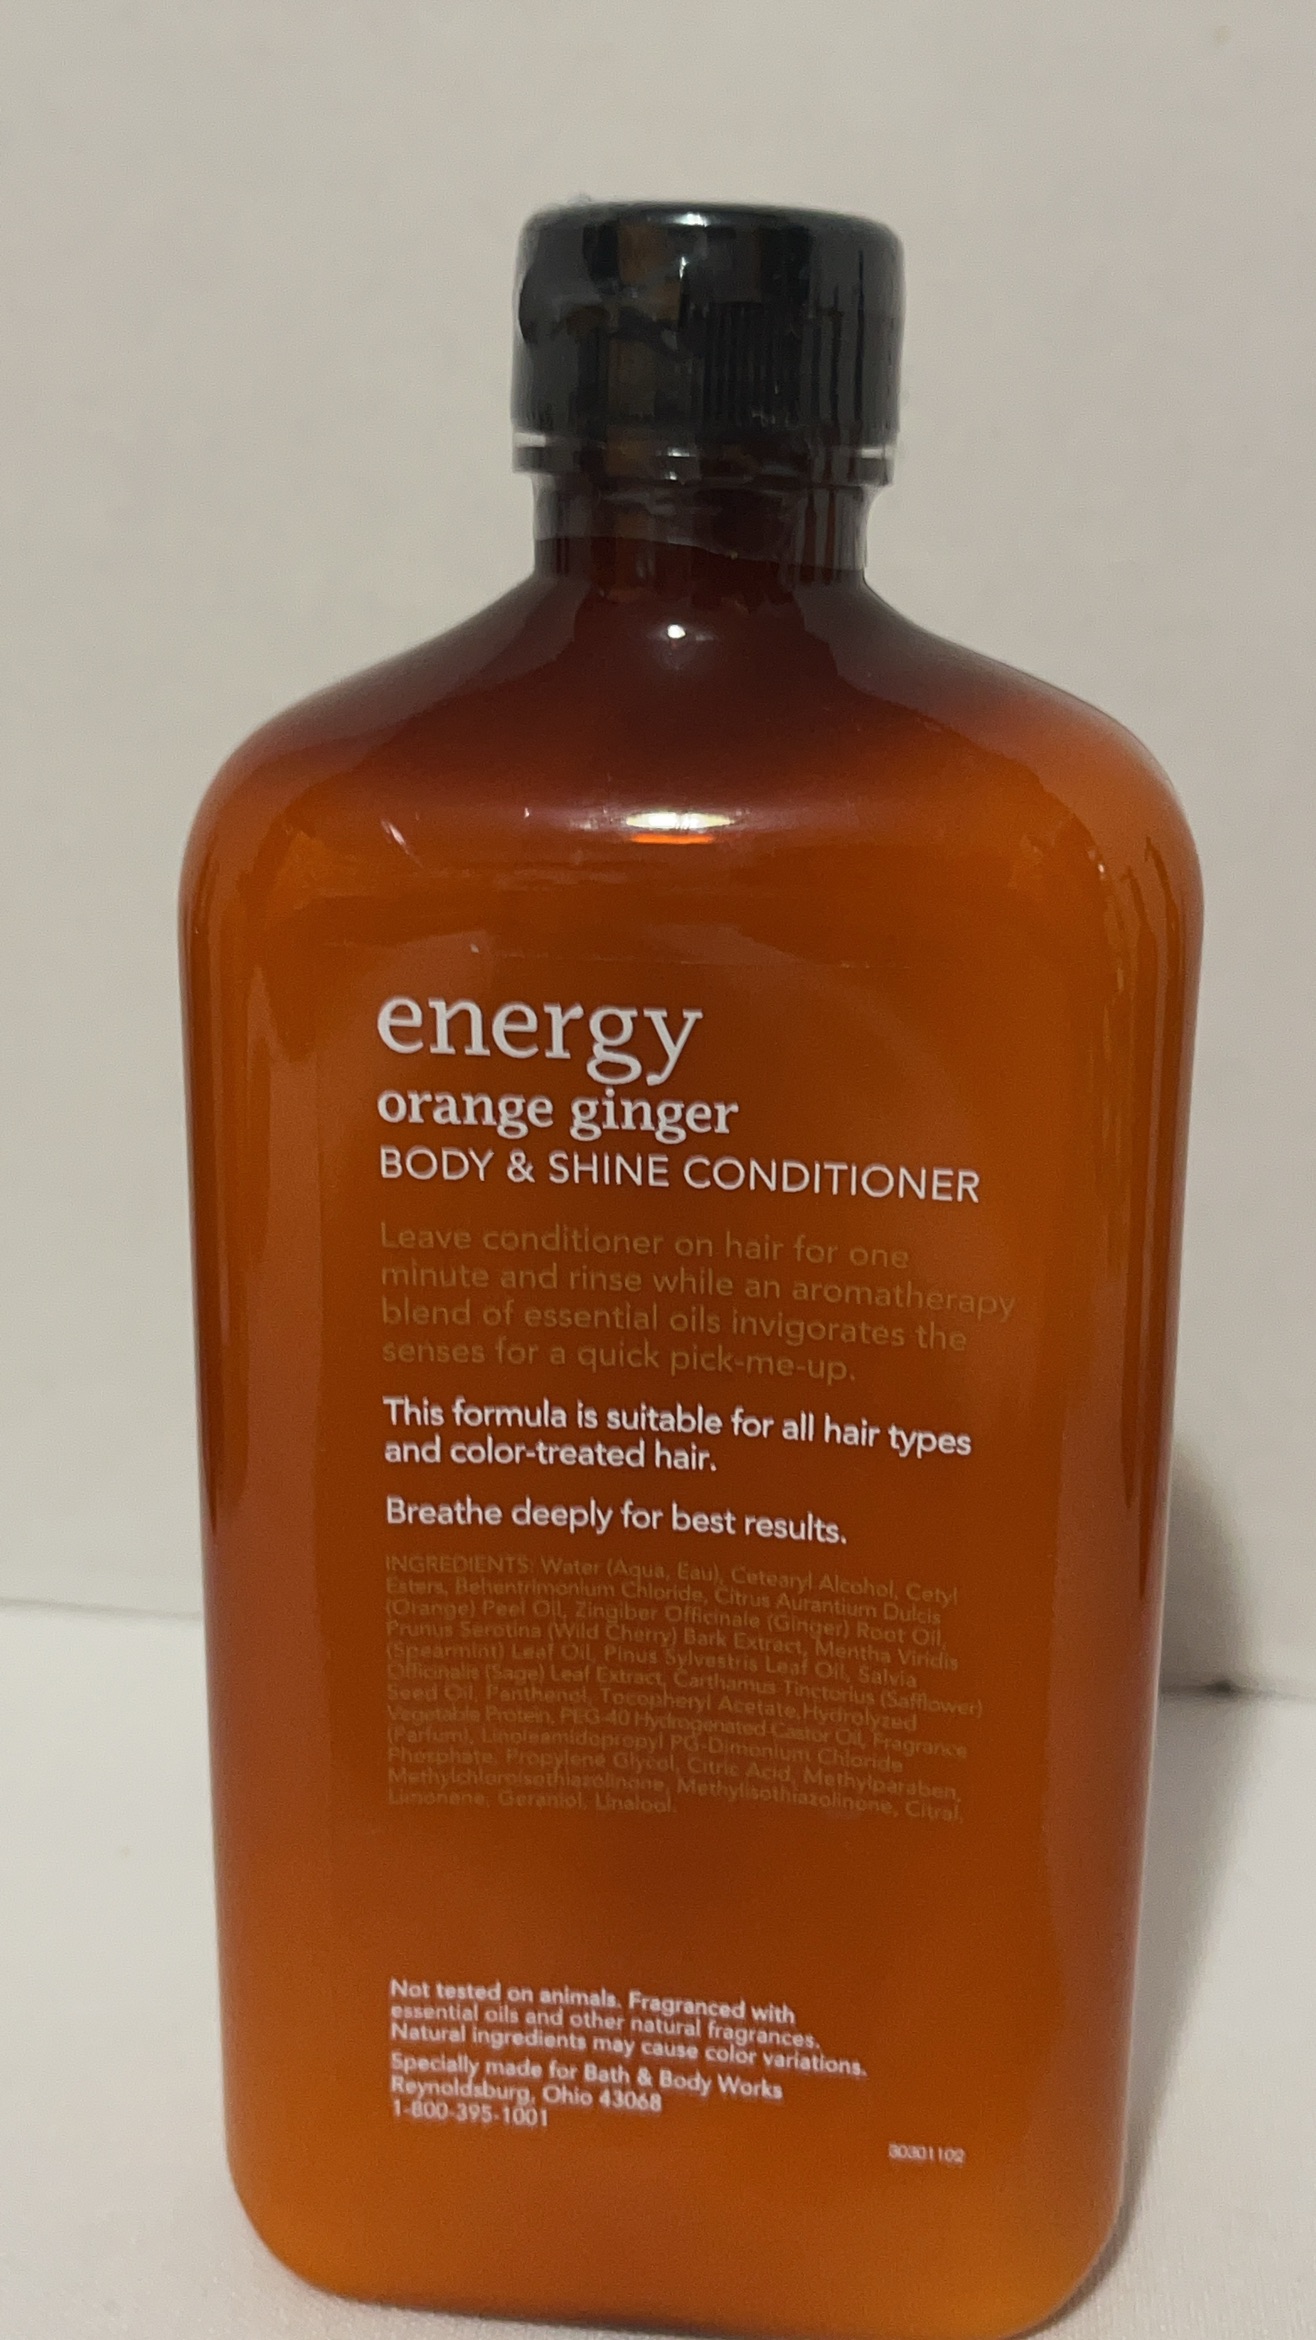 energy
orange ginger
BODY & SHINE CONDITIONER
Leave conditioner on hair for one
minute and rinse while an aromatherapy
blend of essential oils invigorates the
senses for a quick pick-me-up.
This formula is suitable for all hair types
and color-treated hair.
Breathe deeply for best results.
INGREDIENTS: Water (Aqua, Eau), Cetearyl Alcohol, Cetyl
Esters, Behentrimonium Chloride, Citrus Aurantium Dulcis
(Orange) Peel Oil, Zingiber Officinale (Ginger) Root Oil,
Prunus Serotina (Wild Cherry) Bark Extract, Mentha Viridis
(Spearmint) Leaf Oil, Pinus Sylvestris Leaf Oil, Salvia
Officinalis (Sage) Leaf Extract, Carthamus Tinctorius (Safflower)
Seed Oil, Panthenol, Tocopheryl Acetate, Hydrolyzed
Vegetable Protein, PEG-40 Hydrogenated Castor Oil, Fragrance
(Parfum), Linoleamidopropyl PG-Dimonium Chloride
Phosphate, Propylene Glycol, Citric Acid, Methylparaben,
Methylchloroisothiazolinone, Methylisothiazolinone, Citral,
Limonene, Geraniol, Linalool.
Not tested on animals. Fragranced with
essential oils and other natural fragrances.
Natural ingredients may cause color variations.
Specially made for Bath & Body Works
Reynoldsburg, Ohio 43068
1-800-395-1001
30301102